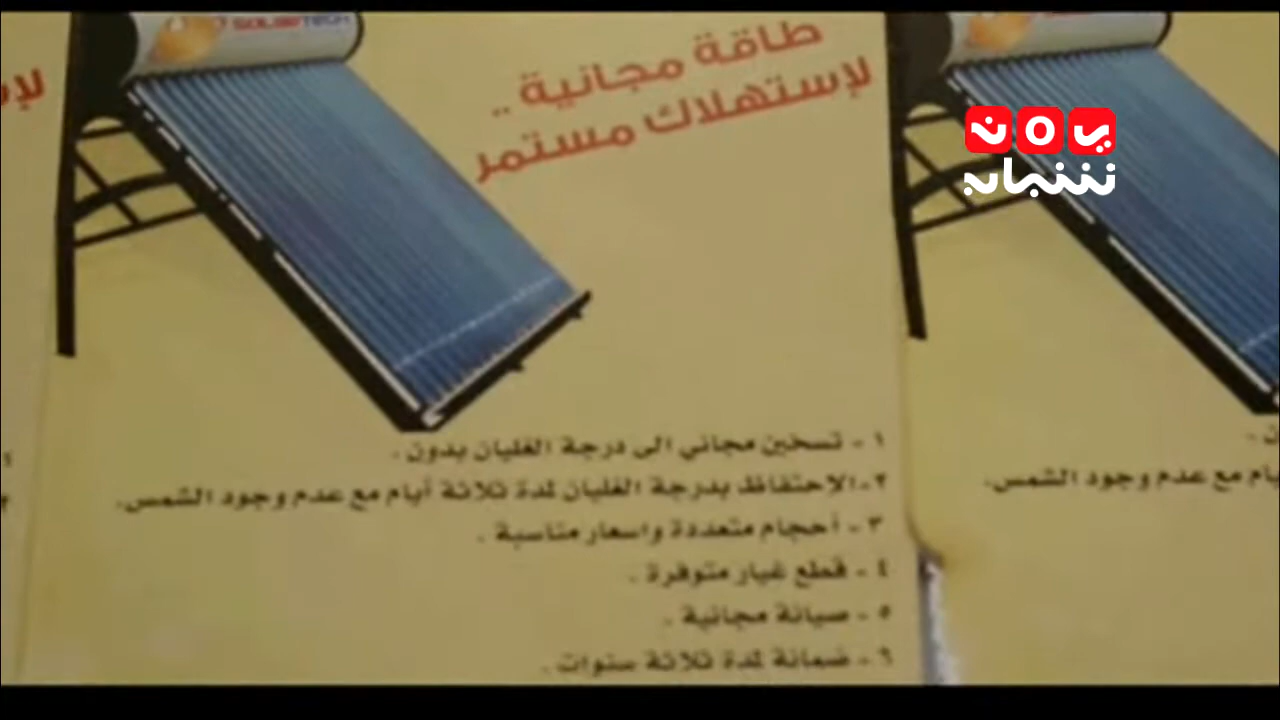 SOLARTECH
طاقة مجانية ..
لإستهلاك مستمر
يمن
شباب
١ - تسخين مجاني الى درجة الغليان بدون .
٢ - الاحتفاظ بدرجة الغليان لمدة ثلاثة أيام مع عدم وجود الشمس.
٣ - أحجام متعددة واسعار مناسبة .
٤ - قطع غيار متوفرة .
٥ - صيانة مجانية .
٦ - ضمانة لمدة ثلاثة سنوات .
يام مع عدم وجود الشمس.